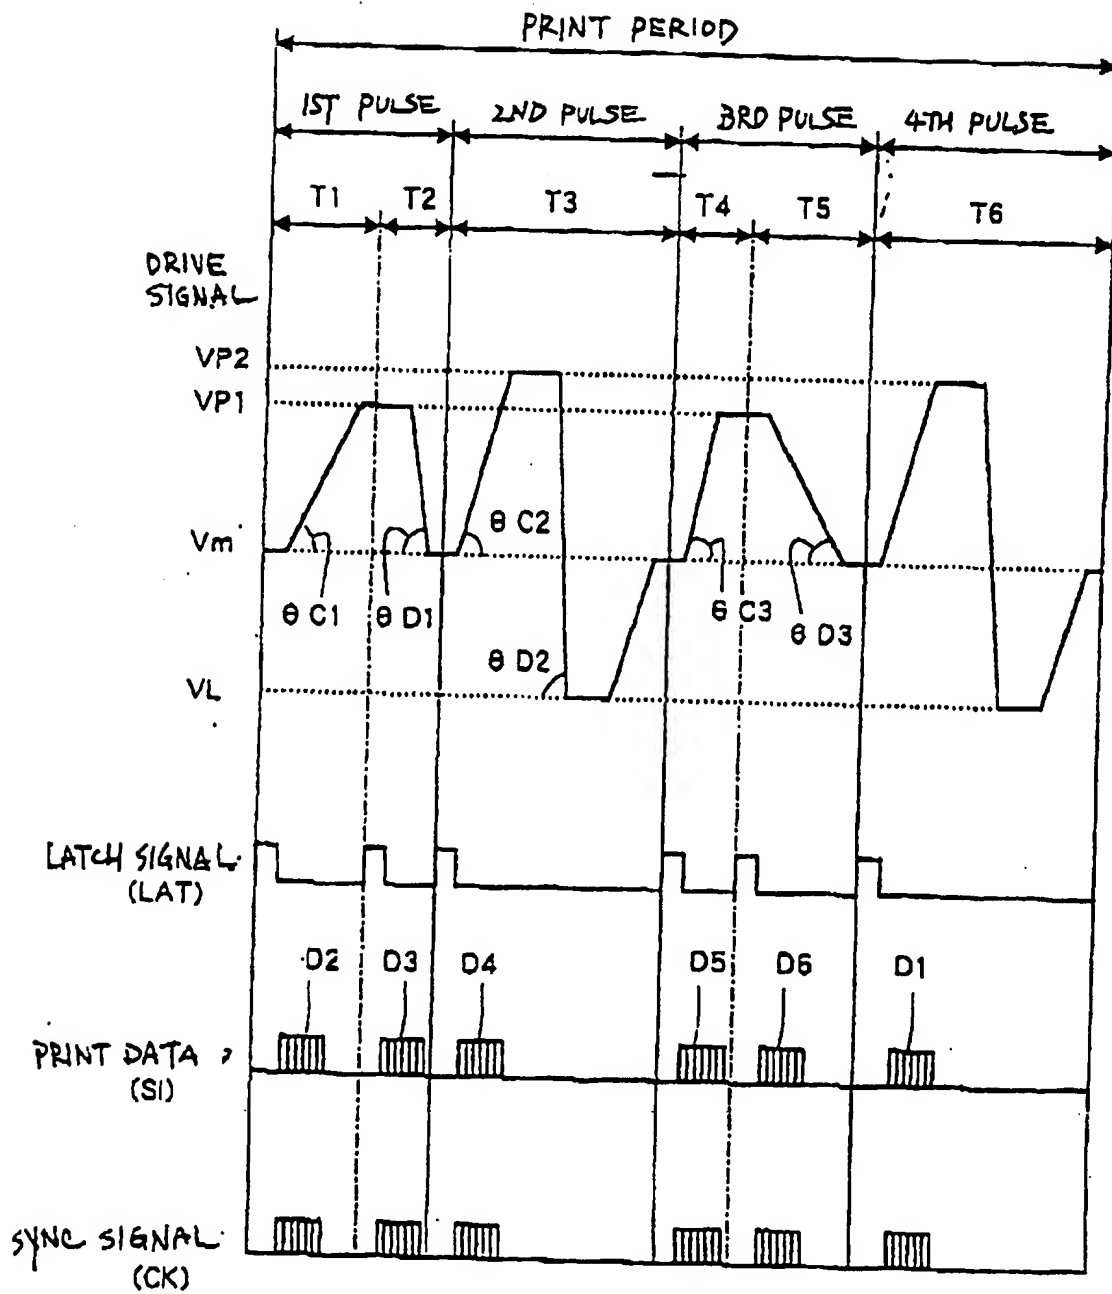 PRINT PERIOD
1ST PULSE 2ND PULSE 3RD PULSE 4TH PULSE
T1 T2 T3 T4 T5 T6
DRIVE
SIGNAL
VP2
VP1
Vm
VL
θ C1 θ D1 θ C2 θ D2 θ C3 θ D3
LATCH SIGNAL
(LAT)
D2 D3 D4 D5 D6 D1
PRINT DATA
(SI)
SYNC SIGNAL
(CK)